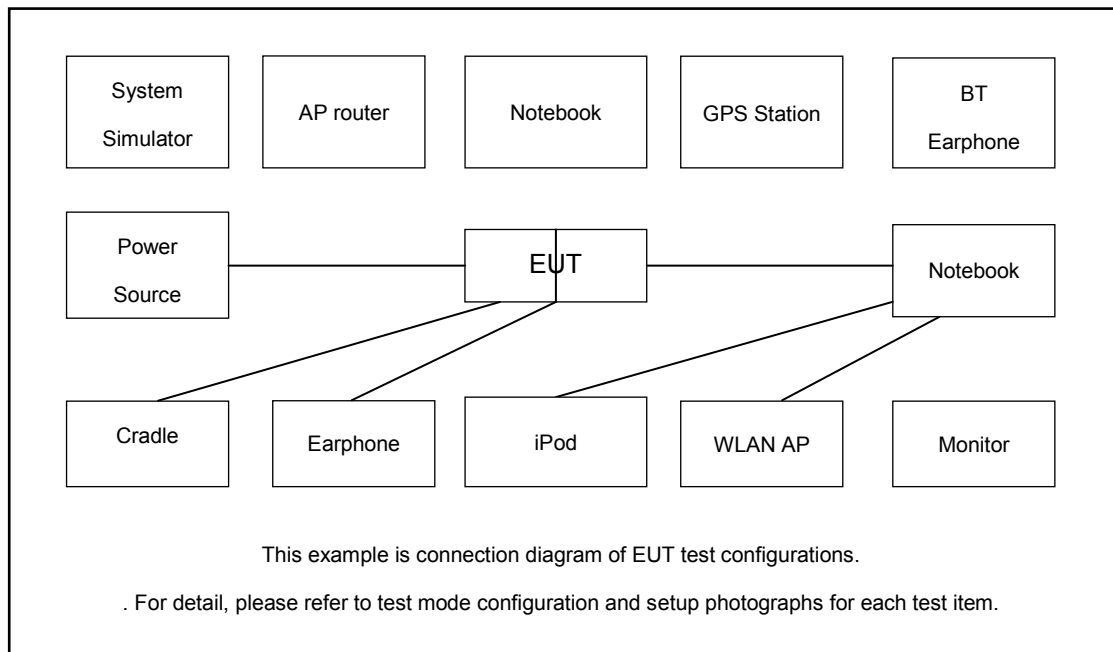 System
Simulator
AP router
Notebook
GPS Station
BT
Earphone
Power
Source
EUT
Notebook
Cradle
Earphone
iPod
WLAN AP
Monitor
This example is connection diagram of EUT test configurations.
. For detail, please refer to test mode configuration and setup photographs for each test item.